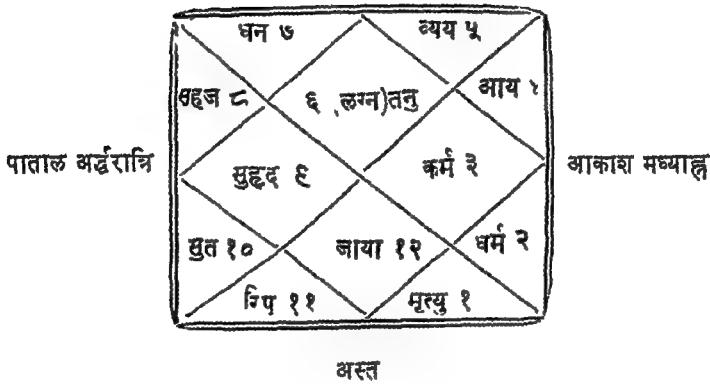 धन ७ व्यय ५
सहज ८ ६ (लग्न)तनु आय ४
पाताल अर्द्धरात्रि सुहृद ९ कर्म ३ आकाश मध्याह्न
सुत १० जाया १२ धर्म २
रिपु ११ मृत्यु १
अस्त